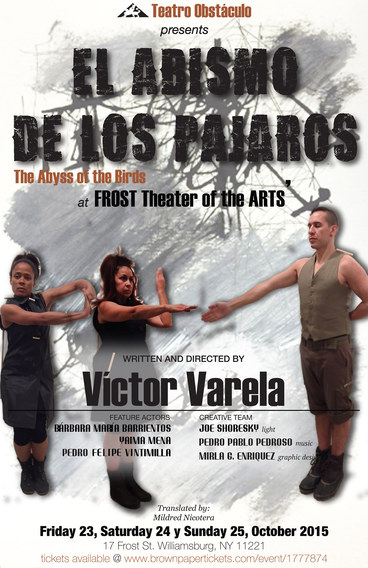 Teatro Obstáculo
presents
EL ABISMO
DE LOS PAJAROS
The Abyss of the Birds
at FROST Theater of the ARTS,
WRITTEN AND DIRECTED BY
Víctor Varela
FEATURE ACTORS
BÁRBARA MARÍA BARRIENTOS
YAIMA MENA
PEDRO FELIPE VINTIMILLA
CREATIVE TEAM
JOE SHORESKY light
PEDRO PABLO PEDROSO music
MIRLA G. ENRIQUEZ graphic des
Translated by:
Mildred Nicotera
Friday 23, Saturday 24 y Sunday 25, October 2015
17 Frost St. Williamsburg, NY 11221
tickets available @ www.brownpapertickets.com/event/1777874